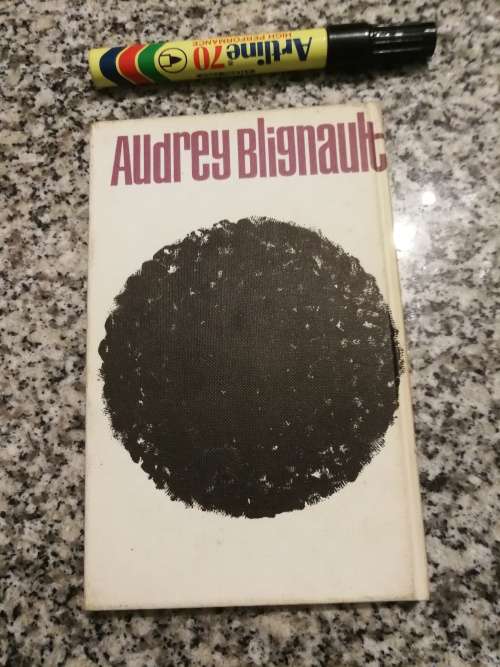 Artline 70
HIGH PERFORMANCE
Audrey Blignault